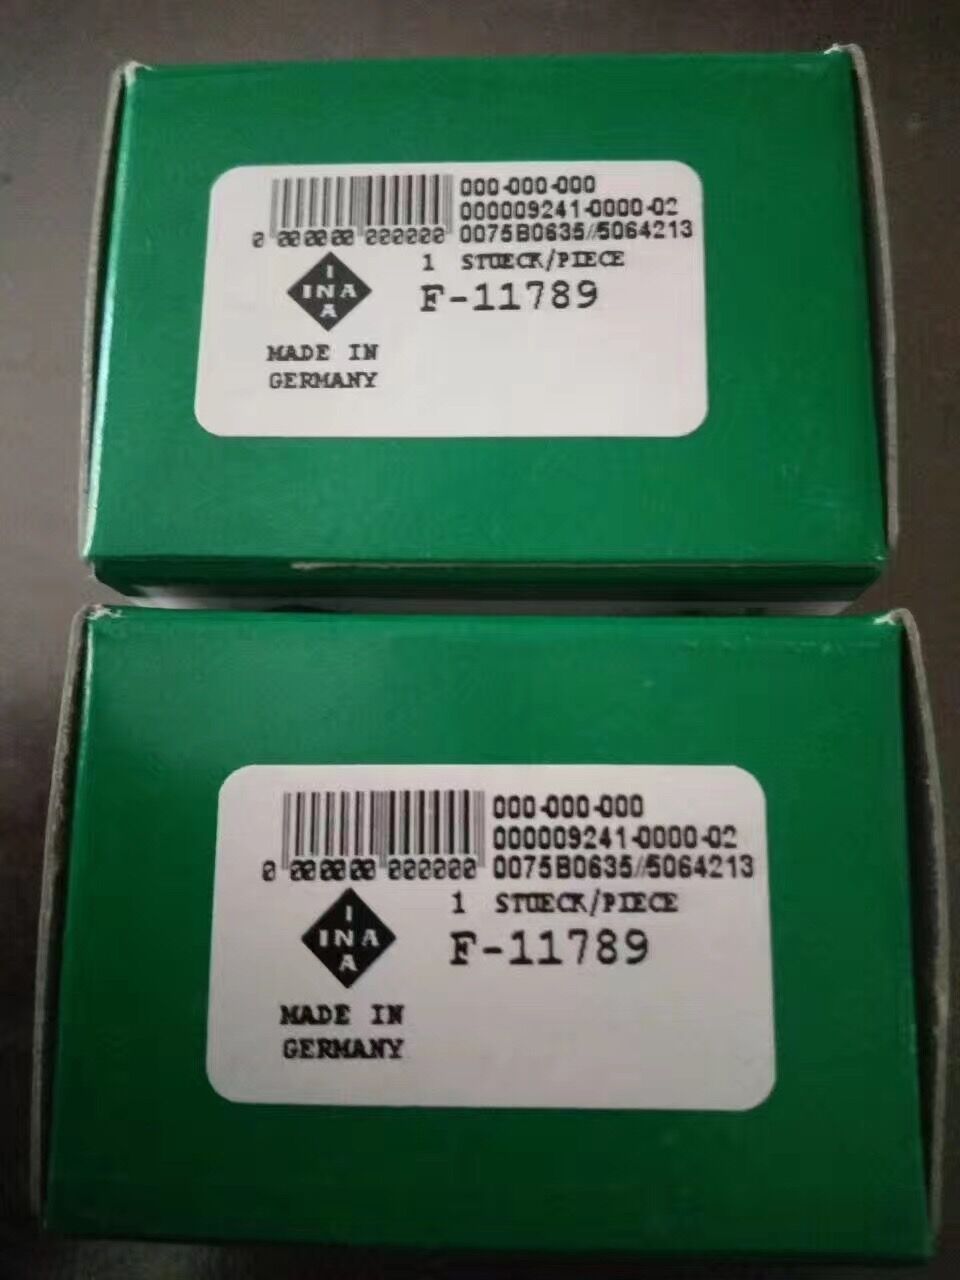 000-000-000
000009241-0000-02
0 000000 000000 0075B0635//5064213
1 STUECK/PIECE
I
INA
A
F-11789
MADE IN
GERMANY
000-000-000
000009241-0000-02
0 000000 000000 0075B0635//5064213
1 STUECK/PIECE
I
INA
A
F-11789
MADE IN
GERMANY